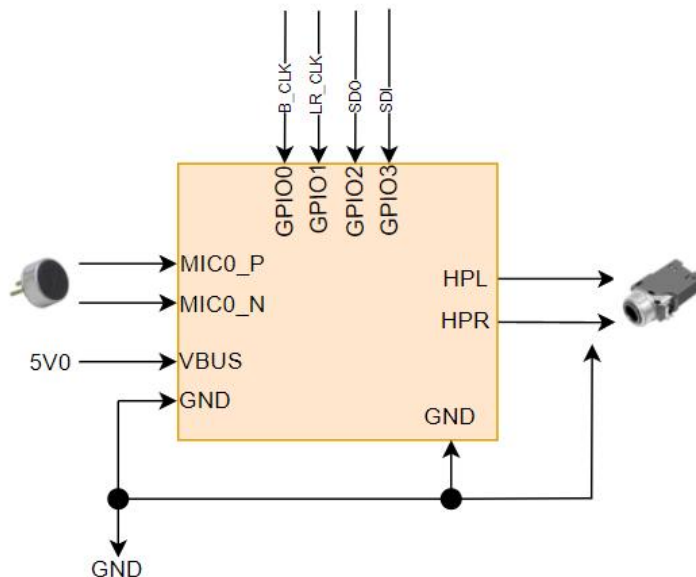 B_CLK
LR_CLK
SDO
SDI
GPIO0
GPIO1
GPIO2
GPIO3
MIC0_P
MIC0_N
5V0
VBUS
GND
HPL
HPR
GND
GND